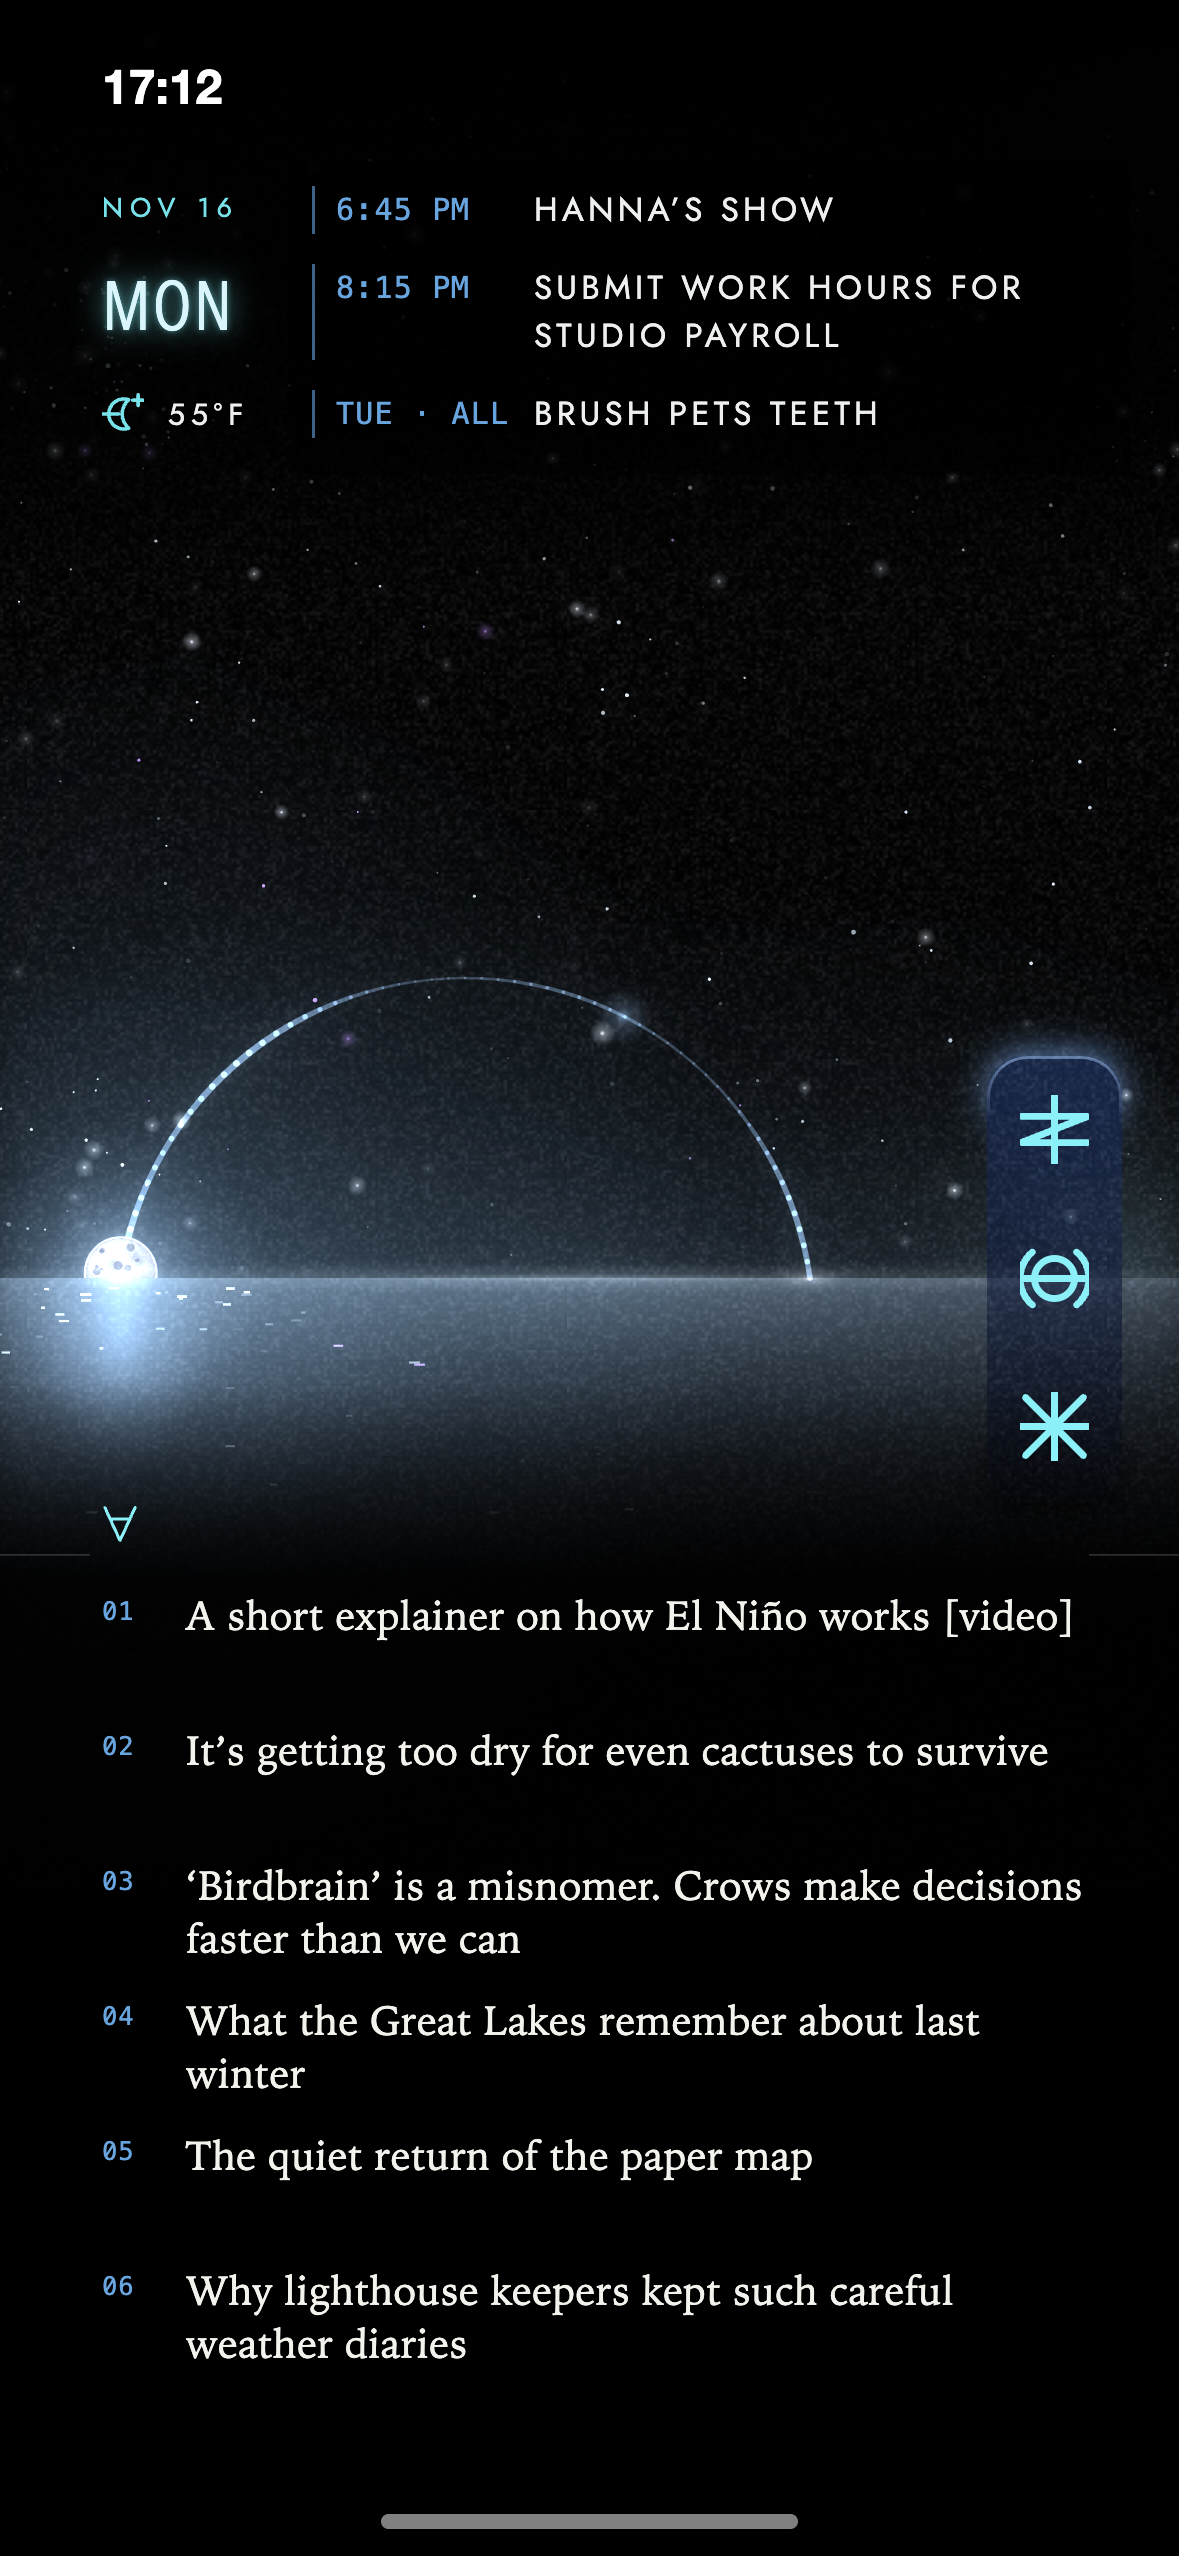 17:12
NOV 16
MON
55°F
6:45 PM HANNA’S SHOW
8:15 PM SUBMIT WORK HOURS FOR
STUDIO PAYROLL
TUE · ALL BRUSH PETS TEETH
∀
01 A short explainer on how El Niño works [video]
02 It’s getting too dry for even cactuses to survive
03 ‘Birdbrain’ is a misnomer. Crows make decisions
faster than we can
04 What the Great Lakes remember about last
winter
05 The quiet return of the paper map
06 Why lighthouse keepers kept such careful
weather diaries